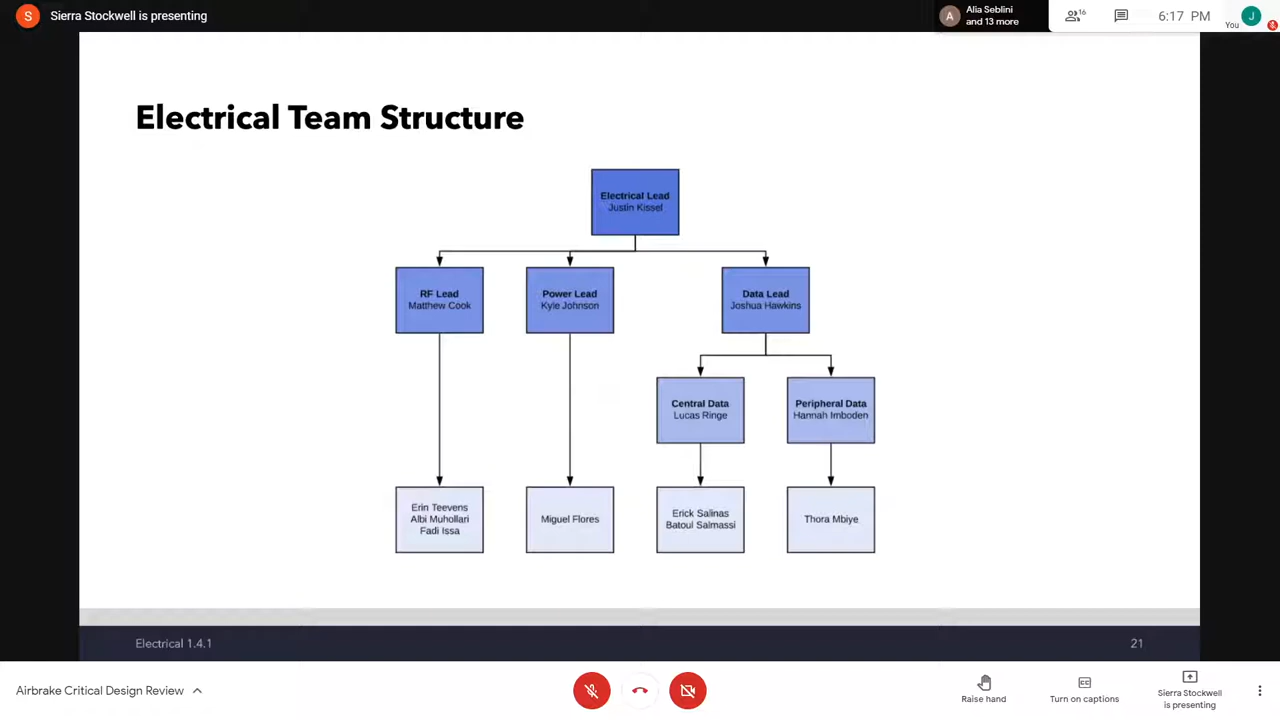 S Sierra Stockwell is presenting
A Alia Seblini
and 13 more
16
6:17 PM
You
J
Electrical Team Structure
Electrical Lead
Justin Kissel
RF Lead
Matthew Cook
Power Lead
Kyle Johnson
Data Lead
Joshua Hawkins
Central Data
Lucas Ringe
Peripheral Data
Hannah Imboden
Erin Teevens
Albi Muhollari
Fadi Issa
Miguel Flores
Erick Salinas
Batoul Salmassi
Thora Mbiye
Electrical 1.4.1
21
Airbrake Critical Design Review
Raise hand
Turn on captions
Sierra Stockwell
is presenting